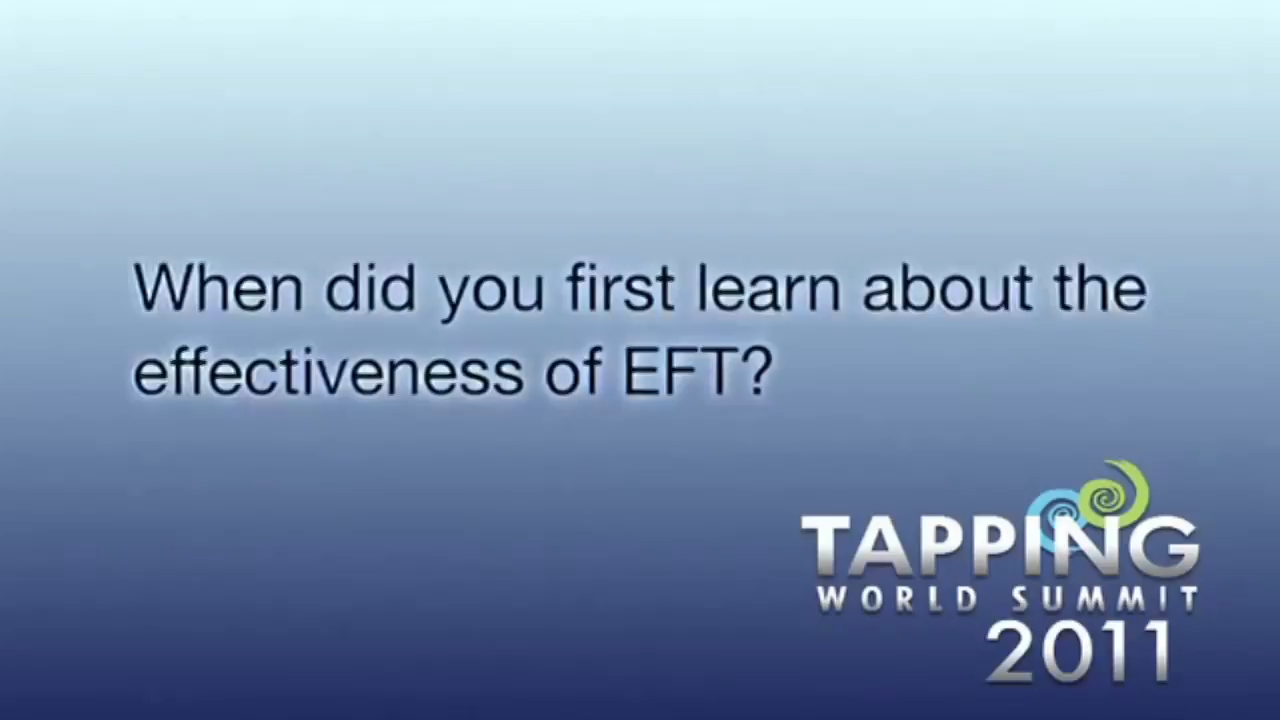 When did you first learn about the
effectiveness of EFT?
TAPPING
WORLD SUMMIT
2011